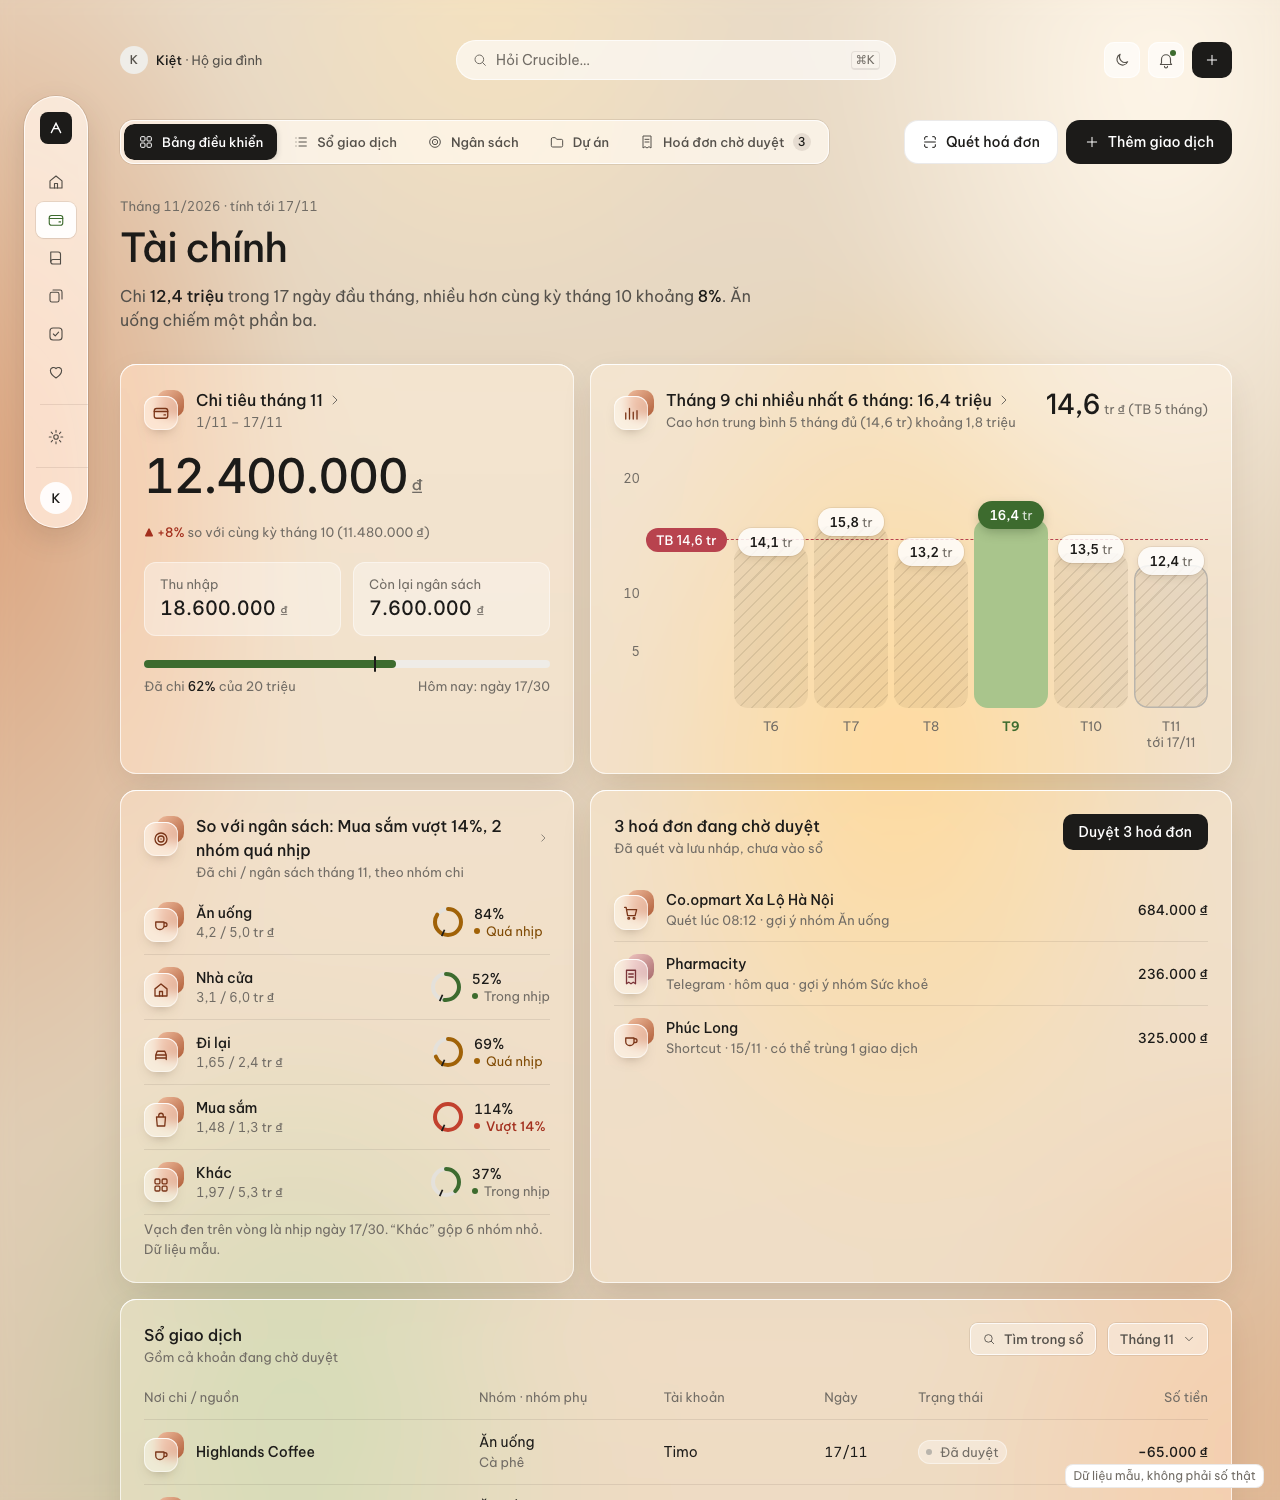 K
Kiệt · Hộ gia đình
Hỏi Crucible...
⌘K
Bảng điều khiển
Sổ giao dịch
Ngân sách
Dự án
Hoá đơn chờ duyệt 3
Quét hoá đơn
Thêm giao dịch
Tháng 11/2026 · tính tới 17/11
Tài chính
Chi 12,4 triệu trong 17 ngày đầu tháng, nhiều hơn cùng kỳ tháng 10 khoảng 8%. Ăn
uống chiếm một phần ba.
K
Chi tiêu tháng 11
1/11 – 17/11
12.400.000 ₫
+8% so với cùng kỳ tháng 10 (11.480.000 ₫)
Thu nhập
18.600.000 ₫
Còn lại ngân sách
7.600.000 ₫
Đã chi 62% của 20 triệu
Hôm nay: ngày 17/30
Tháng 9 chi nhiều nhất 6 tháng: 16,4 triệu
Cao hơn trung bình 5 tháng đủ (14,6 tr) khoảng 1,8 triệu
14,6 tr ₫ (TB 5 tháng)
20
10
5
TB 14,6 tr
14,1 tr
15,8 tr
13,2 tr
16,4 tr
13,5 tr
12,4 tr
T6
T7
T8
T9
T10
T11
tới 17/11
So với ngân sách: Mua sắm vượt 14%, 2
nhóm quá nhịp
Đã chi / ngân sách tháng 11, theo nhóm chi
Ăn uống
4,2 / 5,0 tr ₫
84%
Quá nhịp
Nhà cửa
3,1 / 6,0 tr ₫
52%
Trong nhịp
Đi lại
1,65 / 2,4 tr ₫
69%
Quá nhịp
Mua sắm
1,48 / 1,3 tr ₫
114%
Vượt 14%
Khác
1,97 / 5,3 tr ₫
37%
Trong nhịp
Vạch đen trên vòng là nhịp ngày 17/30. “Khác” gộp 6 nhóm nhỏ.
Dữ liệu mẫu.
3 hoá đơn đang chờ duyệt
Đã quét và lưu nháp, chưa vào sổ
Duyệt 3 hoá đơn
Co.opmart Xa Lộ Hà Nội
Quét lúc 08:12 · gợi ý nhóm Ăn uống
684.000 ₫
Pharmacity
Telegram · hôm qua · gợi ý nhóm Sức khoẻ
236.000 ₫
Phúc Long
Shortcut · 15/11 · có thể trùng 1 giao dịch
325.000 ₫
Sổ giao dịch
Gồm cả khoản đang chờ duyệt
Tìm trong sổ
Tháng 11
Nơi chi / nguồn
Nhóm · nhóm phụ
Tài khoản
Ngày
Trạng thái
Số tiền
Highlands Coffee
Ăn uống
Cà phê
Timo
17/11
Đã duyệt
−65.000 ₫
Dữ liệu mẫu, không phải số thật